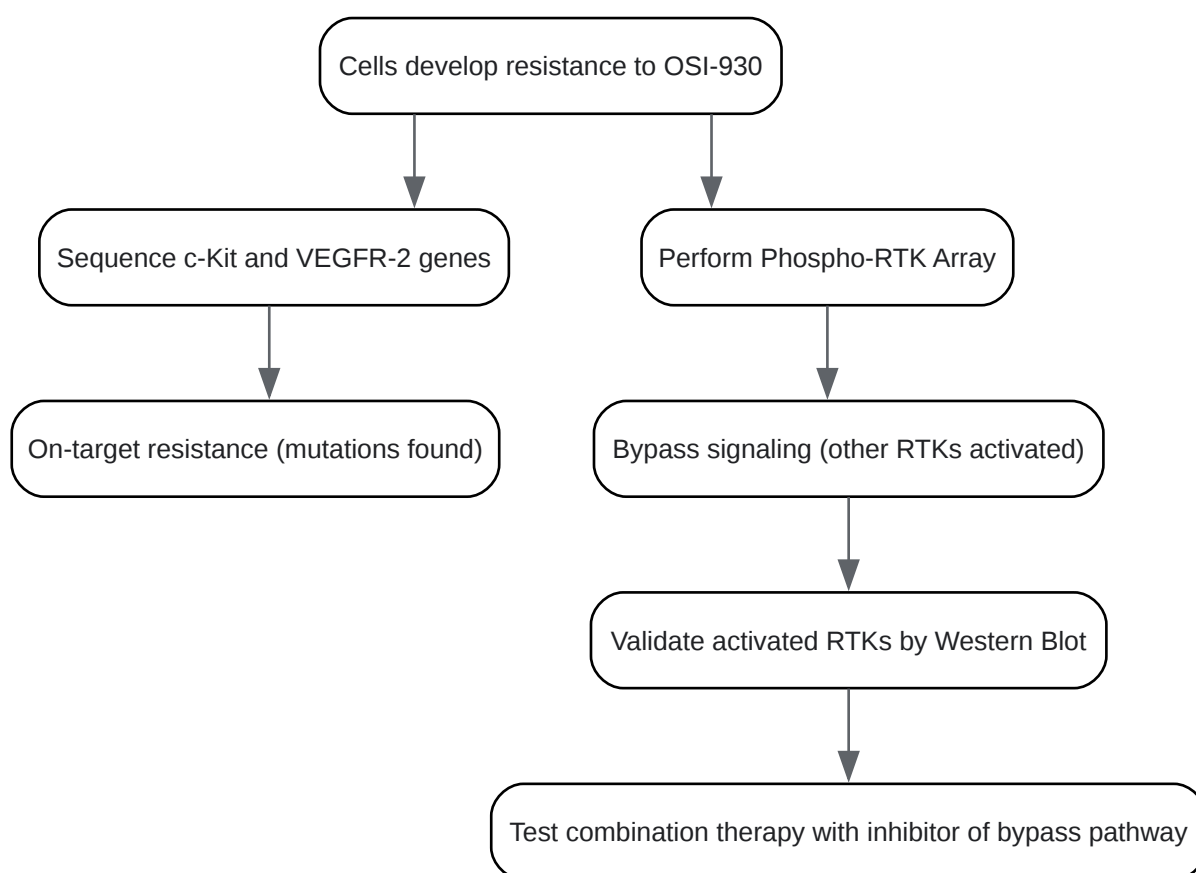 Cells develop resistance to OSI-930
Sequence c-Kit and VEGFR-2 genes
Perform Phospho-RTK Array
On-target resistance (mutations found)
Bypass signaling (other RTKs activated)
Validate activated RTKs by Western Blot
Test combination therapy with inhibitor of bypass pathway